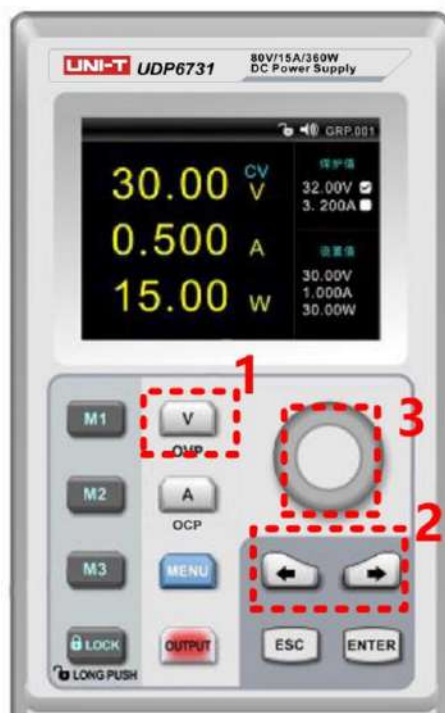 UNI-T UDP6731
80V/15A/360W
DC Power Supply
GRP.001
30.00 V
CV
保护值
32.00V
3.200A
0.500 A
设置值
30.00V
1.000A
30.00W
15.00 W
1
M1
V
OVP
3
M2
A
OCP
2
M3
MENU
LOCK
OUTPUT
ESC
ENTER
LONG PUSH